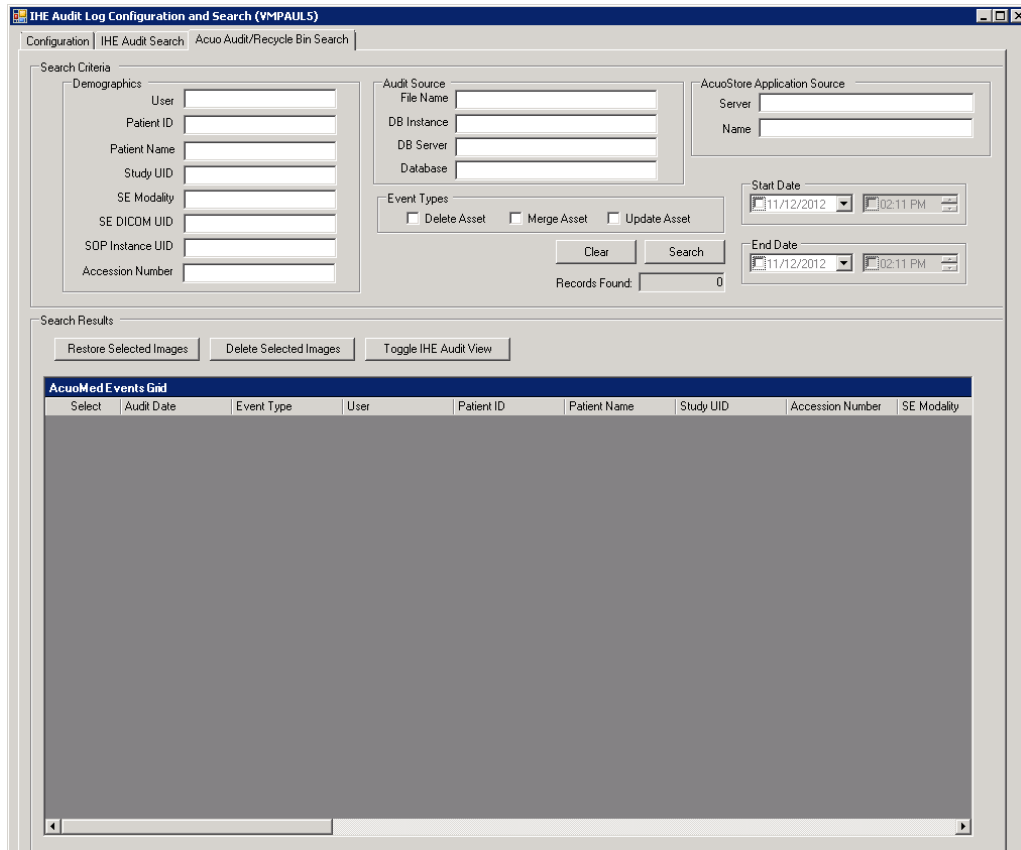 IHE Audit Log Configuration and Search (VMPAUL5)
Configuration
IHE Audit Search
Acuo Audit/Recycle Bin Search
Search Criteria
Demographics
User
Patient ID
Patient Name
Study UID
SE Modality
SE DICOM UID
SOP Instance UID
Accession Number
Audit Source
File Name
DB Instance
DB Server
Database
Event Types
Delete Asset
Merge Asset
Update Asset
Clear
Search
Records Found: 0
AcuoStore Application Source
Server
Name
Start Date
11/12/2012 02:11 PM
End Date
11/12/2012 02:11 PM
Search Results
Restore Selected Images
Delete Selected Images
Toggle IHE Audit View
AcuoMed Events Grid
Select Audit Date Event Type User Patient ID Patient Name Study UID Accession Number SE Modality